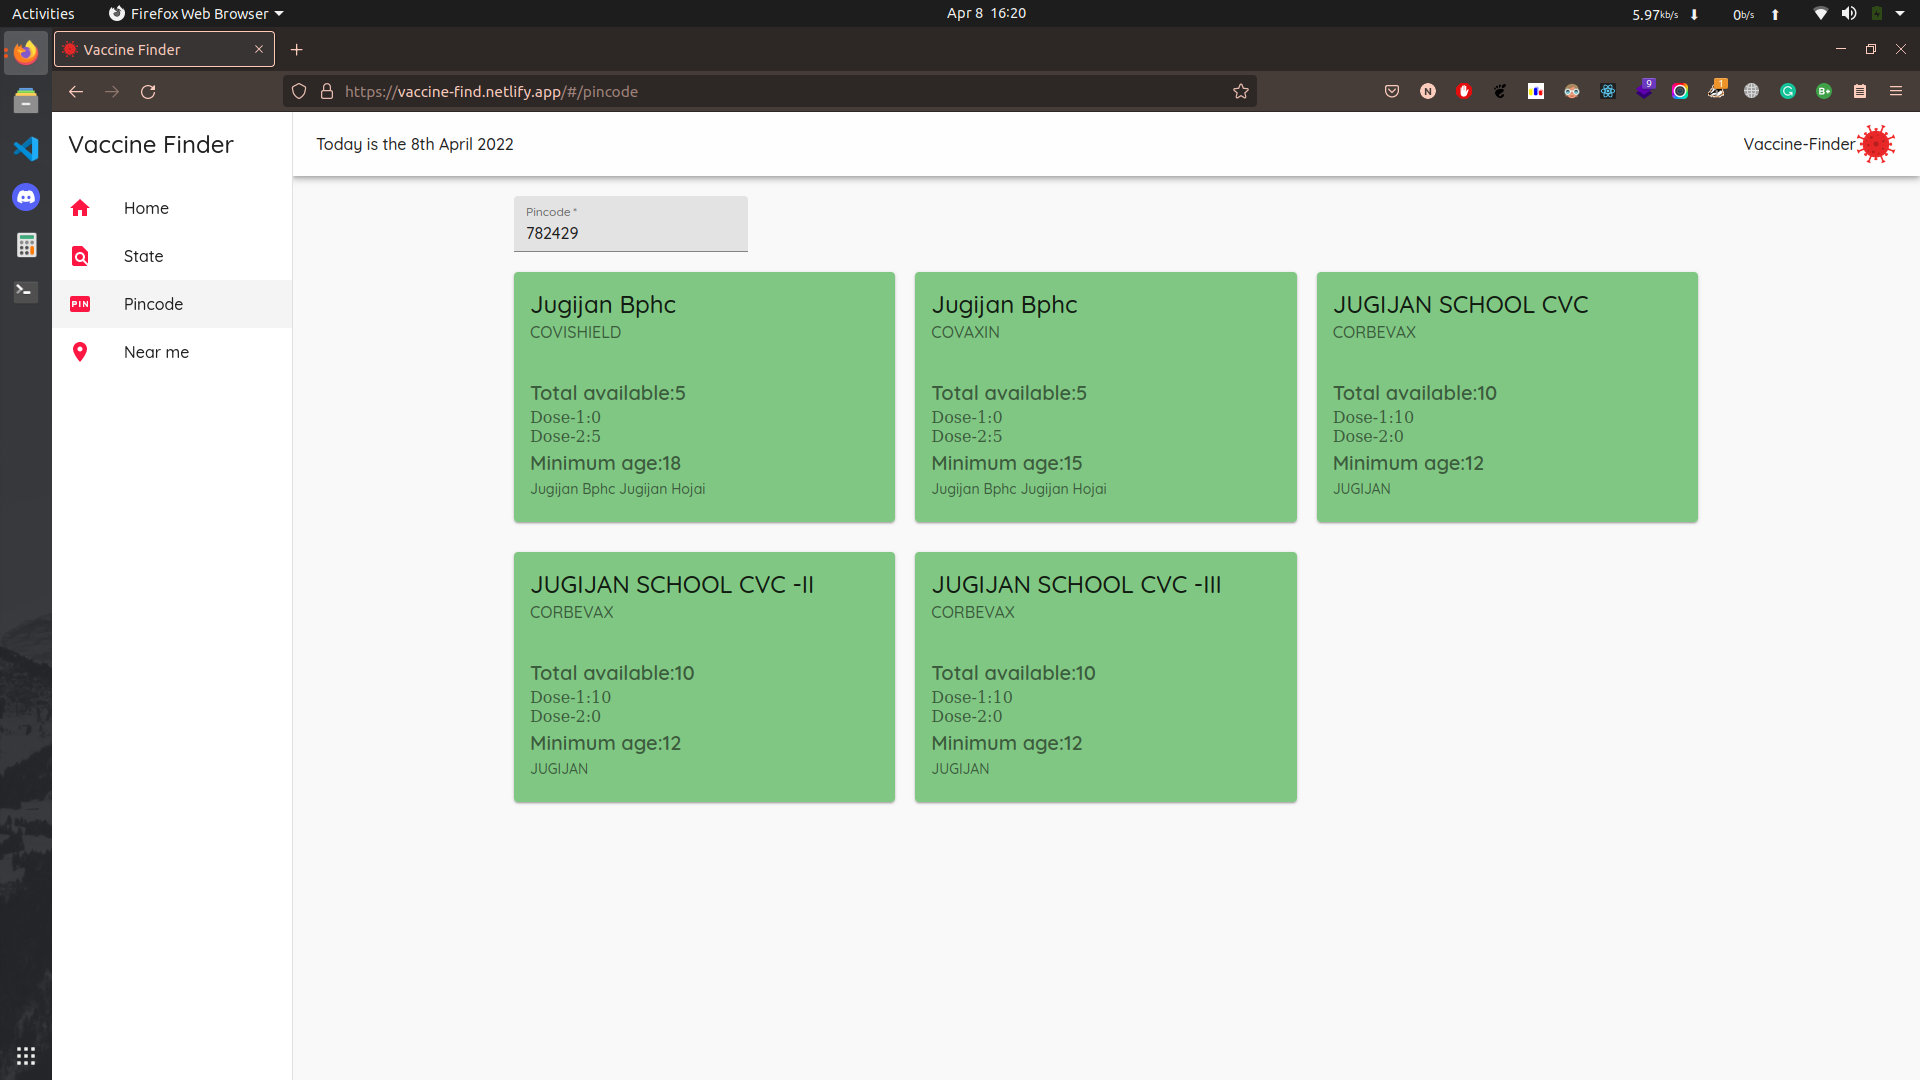 Activities
Firefox Web Browser
Apr 8 16:20
5.97kb/s
0b/s
Vaccine Finder
https://vaccine-find.netlify.app/#/pincode
N
9
1
B+
Vaccine Finder
Today is the 8th April 2022
Vaccine-Finder
Home
State
PIN
Pincode
Near me
Pincode *
782429
Jugijan Bphc
COVISHIELD
Total available:5
Dose-1:0
Dose-2:5
Minimum age:18
Jugijan Bphc Jugijan Hojai
Jugijan Bphc
COVAXIN
Total available:5
Dose-1:0
Dose-2:5
Minimum age:15
Jugijan Bphc Jugijan Hojai
JUGIJAN SCHOOL CVC
CORBEVAX
Total available:10
Dose-1:10
Dose-2:0
Minimum age:12
JUGIJAN
JUGIJAN SCHOOL CVC -II
CORBEVAX
Total available:10
Dose-1:10
Dose-2:0
Minimum age:12
JUGIJAN
JUGIJAN SCHOOL CVC -III
CORBEVAX
Total available:10
Dose-1:10
Dose-2:0
Minimum age:12
JUGIJAN